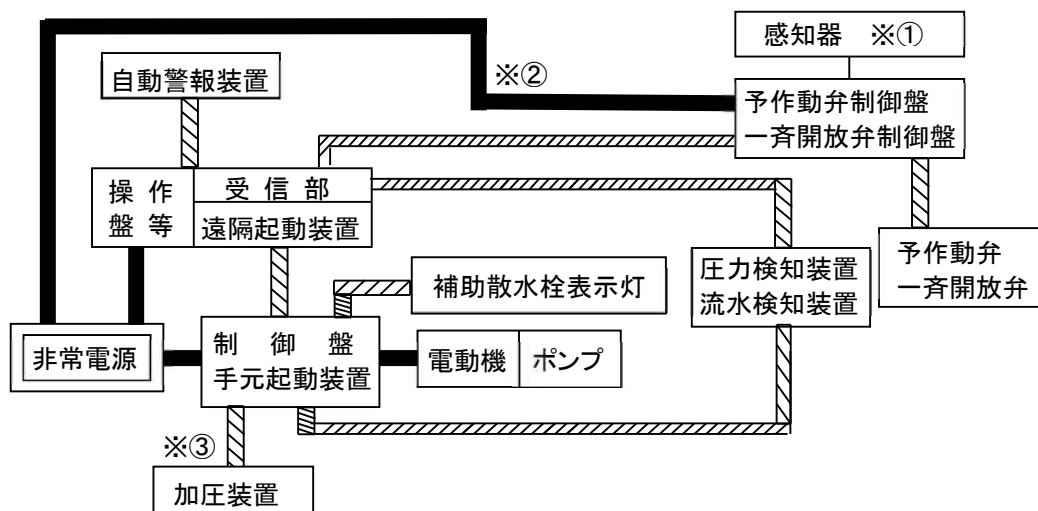 感知器　※①
※②
自動警報装置
予作動弁制御盤
一斉開放弁制御盤
操作
盤等
受信部
遠隔起動装置
圧力検知装置
流水検知装置
予作動弁
一斉開放弁
補助散水栓表示灯
非常電源
制御盤
手元起動装置
電動機
ポンプ
※③
加圧装置